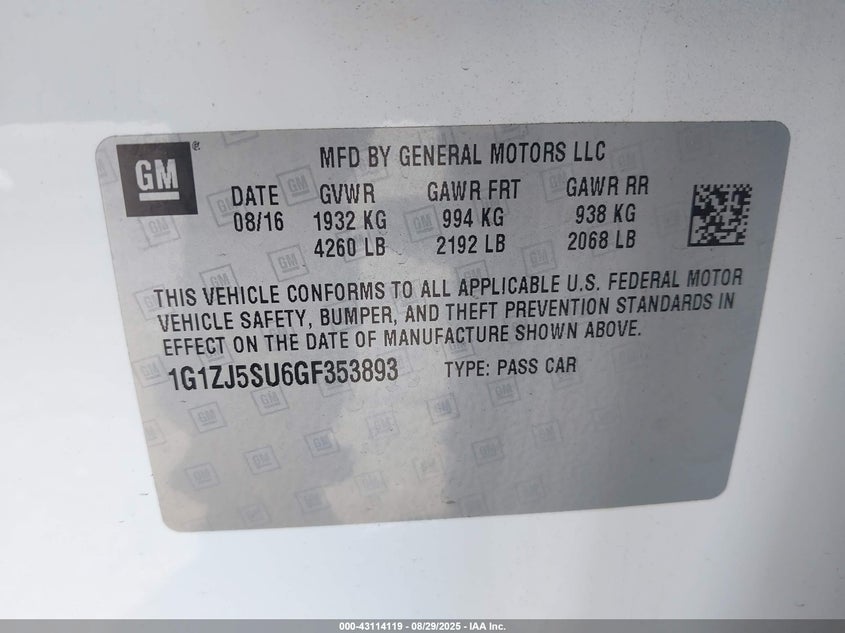 GM
MFD BY GENERAL MOTORS LLC
DATE GVWR GAWR FRT GAWR RR
08/16 1932 KG 994 KG 938 KG
4260 LB 2192 LB 2068 LB
THIS VEHICLE CONFORMS TO ALL APPLICABLE U.S. FEDERAL MOTOR
VEHICLE SAFETY, BUMPER, AND THEFT PREVENTION STANDARDS IN
EFFECT ON THE DATE OF MANUFACTURE SHOWN ABOVE.
1G1ZJ5SU6GF353893 TYPE: PASS CAR
000-43114119 - 08/29/2025 - IAA Inc.